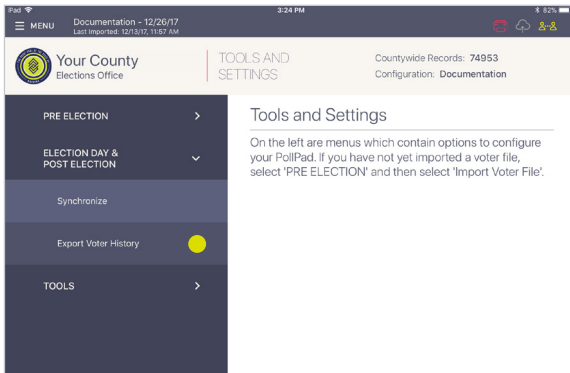 iPad
3:24 PM
82%
MENU
Documentation - 12/26/17
Last Imported: 12/13/17, 11:57 AM
Your County
Elections Office
TOOLS AND
SETTINGS
Countywide Records: 74953
Configuration: Documentation
PRE ELECTION
ELECTION DAY &
POST ELECTION
Synchronize
Export Voter History
TOOLS
Tools and Settings
On the left are menus which contain options to configure
your PollPad. If you have not yet imported a voter file,
select 'PRE ELECTION' and then select 'Import Voter File'.